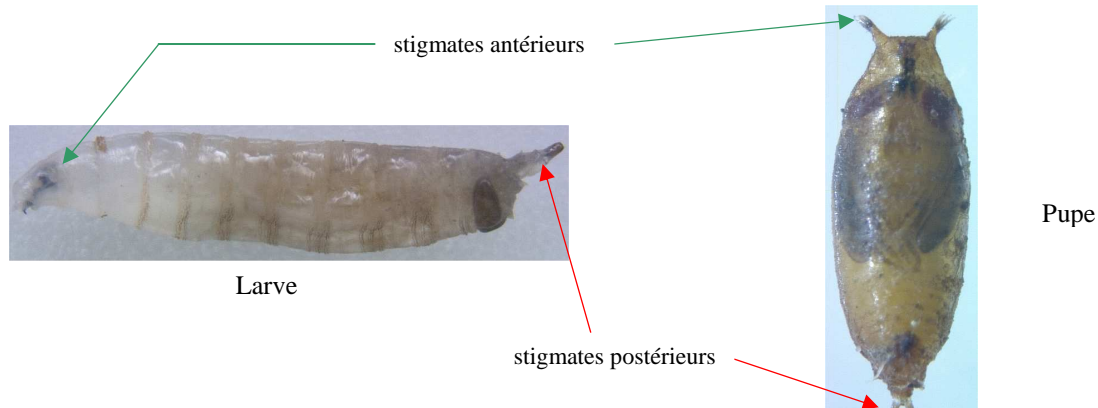 stigmates antérieurs
Pupe
Larve
stigmates postérieurs